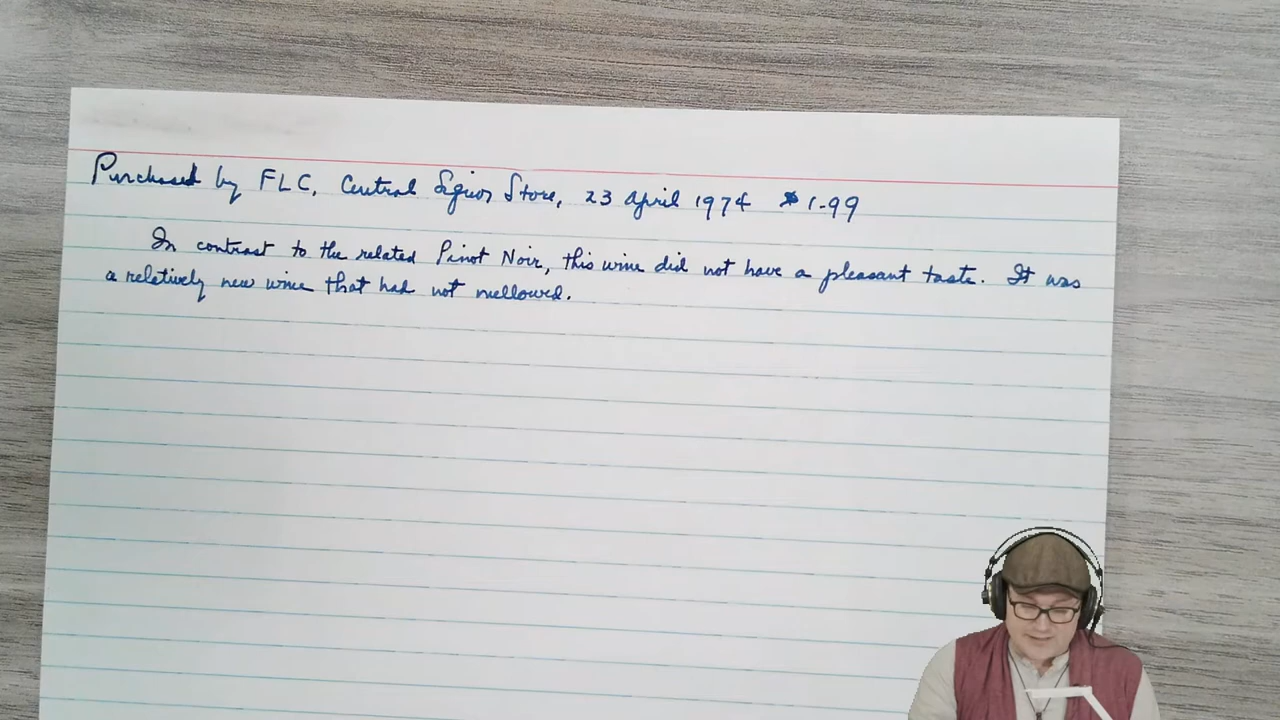 Purchased by FLC, Central Liquor Store, 23 April 1974 $1.99
In contrast to the related Pinot Noir, this wine did not have a pleasant taste. It was
a relatively new wine that had not mellowed.